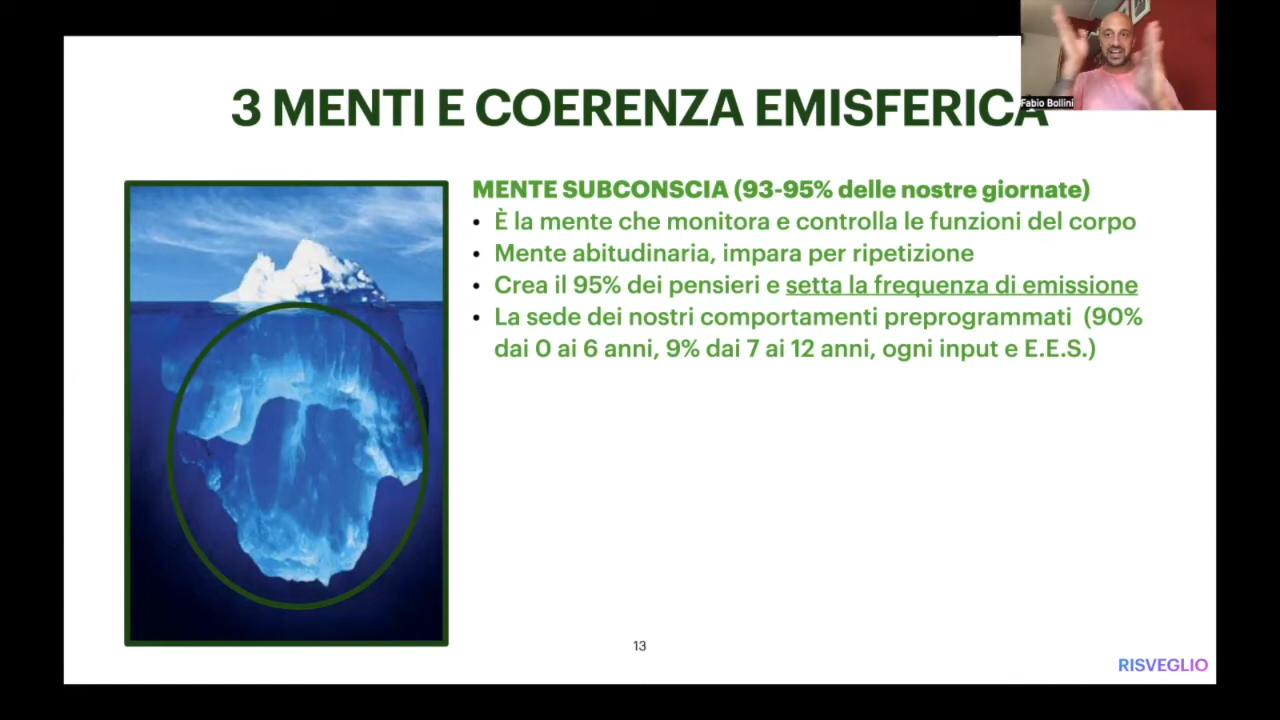 3 MENTI E COERENZA EMISFERICA
Fabio Bollini
MENTE SUBCONSCIA (93-95% delle nostre giornate)
• È la mente che monitora e controlla le funzioni del corpo
• Mente abitudinaria, impara per ripetizione
• Crea il 95% dei pensieri e setta la frequenza di emissione
• La sede dei nostri comportamenti preprogrammati (90%
dai 0 ai 6 anni, 9% dai 7 ai 12 anni, ogni input e E.E.S.)
13
RISVEGLIO